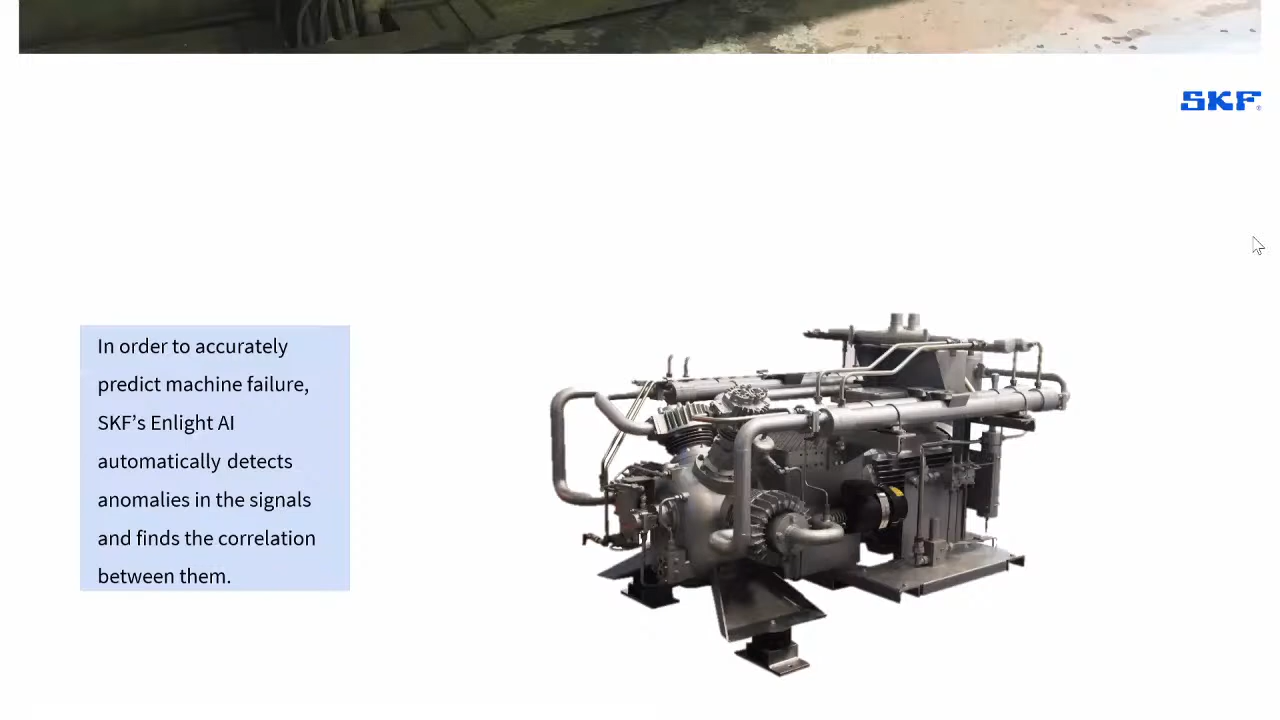 SKF®
In order to accurately
predict machine failure,
SKF’s Enlight AI
automatically detects
anomalies in the signals
and finds the correlation
between them.